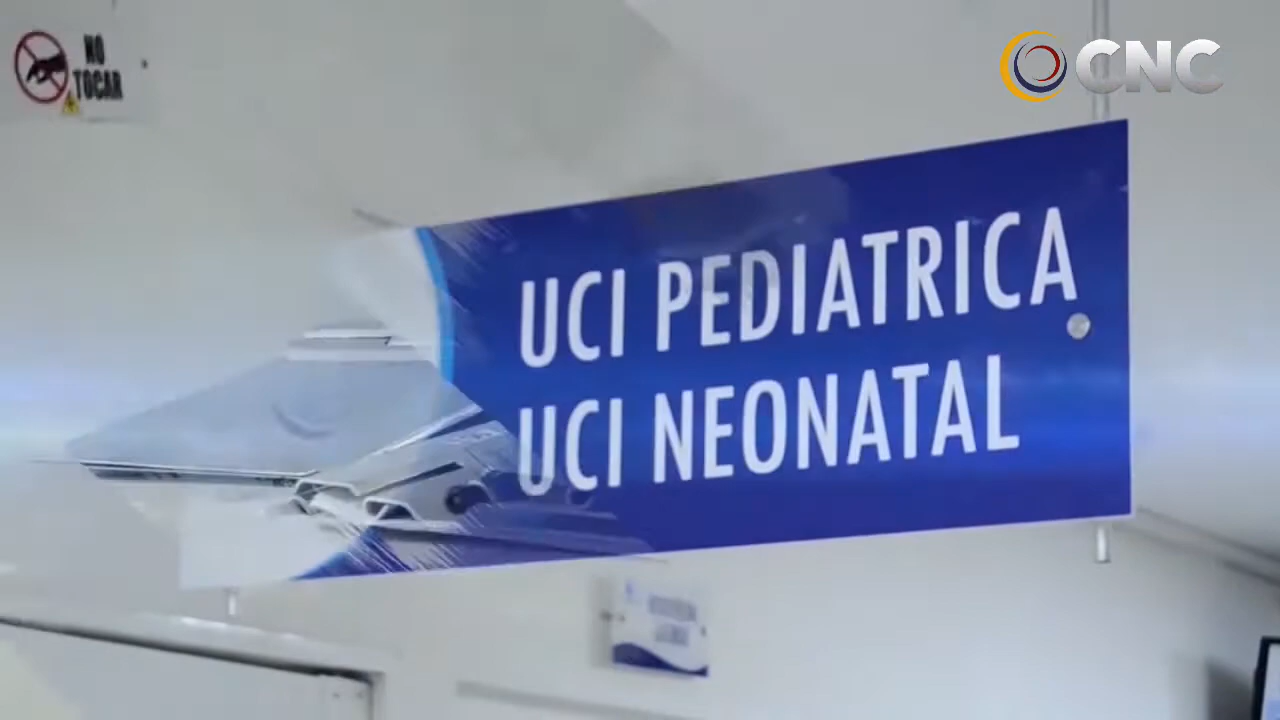 NO
TOCAR
CNC
UCI PEDIATRICA
UCI NEONATAL